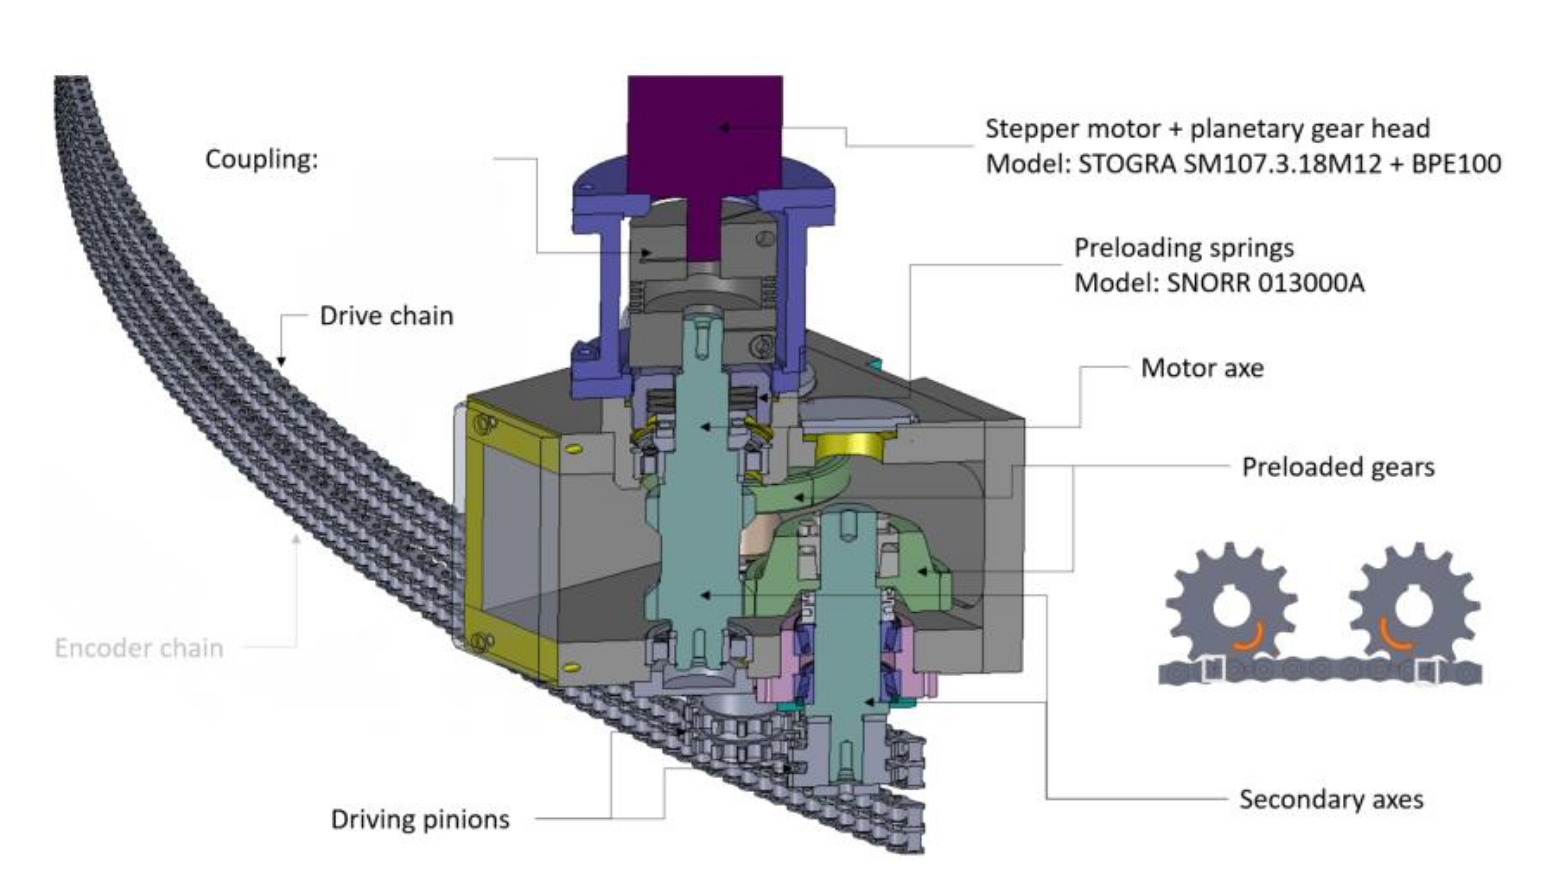 Stepper motor + planetary gear head
Model: STOGRA SM107.3.18M12 + BPE100
Coupling:
Preloading springs
Model: SNORR 013000A
Drive chain
Motor axe
Preloaded gears
Encoder chain
Secondary axes
Driving pinions